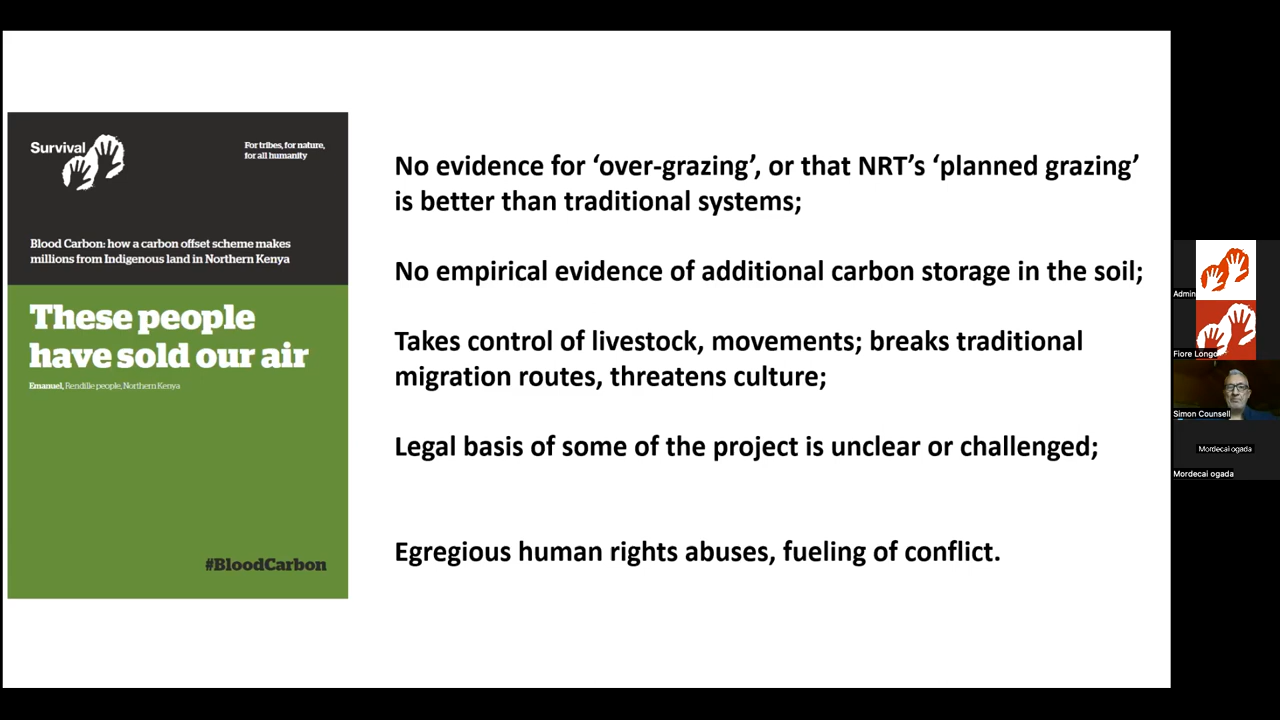 Survival
For tribes, for nature,
for all humanity
Blood Carbon: how a carbon offset scheme makes
millions from Indigenous land in Northern Kenya
These people
have sold our air
Emanuel, Rendille people, Northern Kenya
#BloodCarbon
No evidence for ‘over-grazing’, or that NRT’s ‘planned grazing’
is better than traditional systems;
No empirical evidence of additional carbon storage in the soil;
Takes control of livestock, movements; breaks traditional
migration routes, threatens culture;
Legal basis of some of the project is unclear or challenged;
Egregious human rights abuses, fueling of conflict.
Admin
Fiore Longo
Simon Counsell
Mordecai ogada
Mordecai ogada